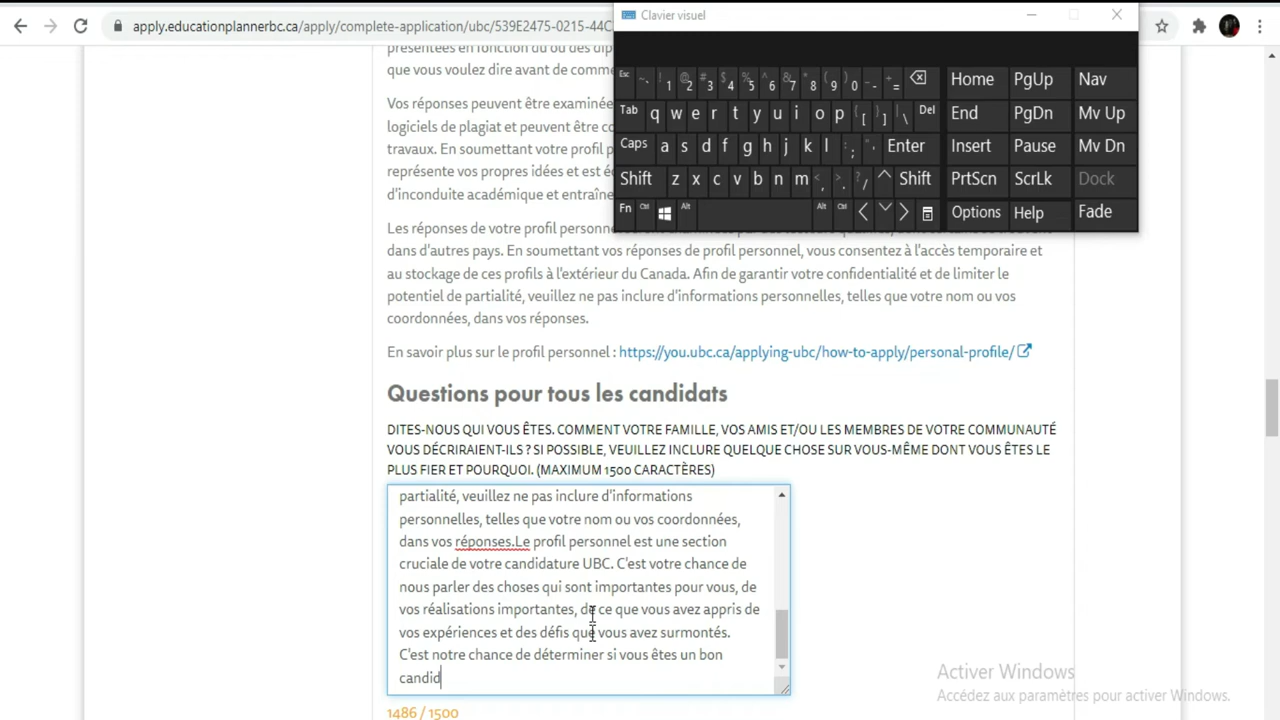 apply.educationplannerbc.ca/apply/complete-application/ubc/539E2475-0215-44C
Clavier visuel
présentées en fonction du ou des dip
que vous voulez dire avant de comme
Vos réponses peuvent être examinée
logiciels de plagiat et peuvent être co
travaux. En soumettant votre profil p
représente vos propres idées et est éc
d'inconduite académique et entraîne
Esc ~ ` ! 1 @ 2 # 3 $ 4 % 5 ^ 6 & 7 * 8 ( 9 ) 0 _ - + = Home PgUp Nav
Tab q w e r t y u i o p { [ } ] | \ Del End PgDn Mv Up
Caps a s d f g h j k l : ; " ' Enter Insert Pause Mv Dn
Shift z x c v b n m < , > . ? / Shift PrtScn ScrLk Dock
Fn Ctrl Alt Alt Ctrl Options Help Fade
Les réponses de votre profil personne
dans d'autres pays. En soumettant vos réponses de profil personnel, vous consentez à l'accès temporaire et
au stockage de ces profils à l'extérieur du Canada. Afin de garantir votre confidentialité et de limiter le
potentiel de partialité, veuillez ne pas inclure d'informations personnelles, telles que votre nom ou vos
coordonnées, dans vos réponses.
En savoir plus sur le profil personnel : https://you.ubc.ca/applying-ubc/how-to-apply/personal-profile/
Questions pour tous les candidats
DITES-NOUS QUI VOUS ÊTES. COMMENT VOTRE FAMILLE, VOS AMIS ET/OU LES MEMBRES DE VOTRE COMMUNAUTÉ
VOUS DÉCRIRAIENT-ILS ? SI POSSIBLE, VEUILLEZ INCLURE QUELQUE CHOSE SUR VOUS-MÊME DONT VOUS ÊTES LE
PLUS FIER ET POURQUOI. (MAXIMUM 1500 CARACTÈRES)
partialité, veuillez ne pas inclure d'informations
personnelles, telles que votre nom ou vos coordonnées,
dans vos réponses.Le profil personnel est une section
cruciale de votre candidature UBC. C'est votre chance de
nous parler des choses qui sont importantes pour vous, de
vos réalisations importantes, de ce que vous avez appris de
vos expériences et des défis que vous avez surmontés.
C'est notre chance de déterminer si vous êtes un bon
candid
1486 / 1500
Activer Windows
Accédez aux paramètres pour activer Windows.